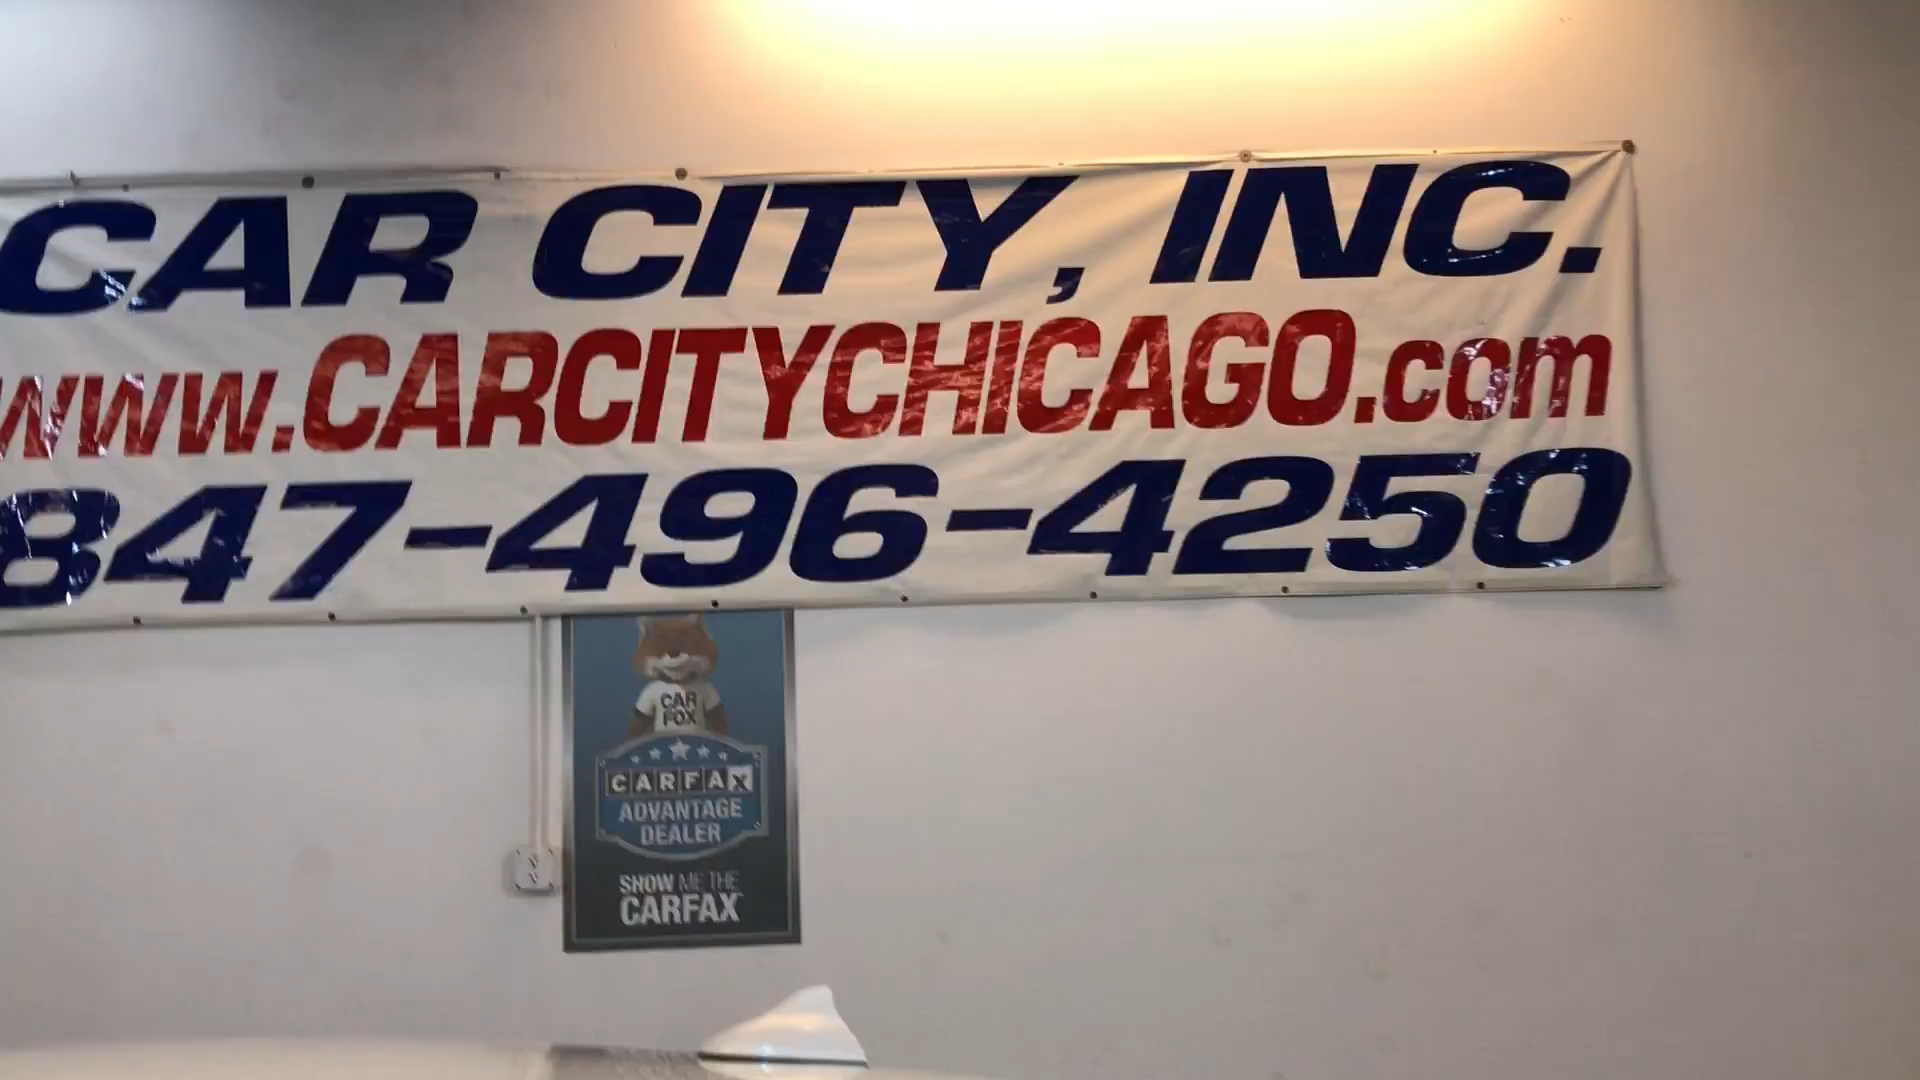 CAR CITY, INC.
www.CARCITYCHICAGO.com
847-496-4250
CAR
FOX
CARFAX
ADVANTAGE
DEALER
SHOW ME THE
CARFAX